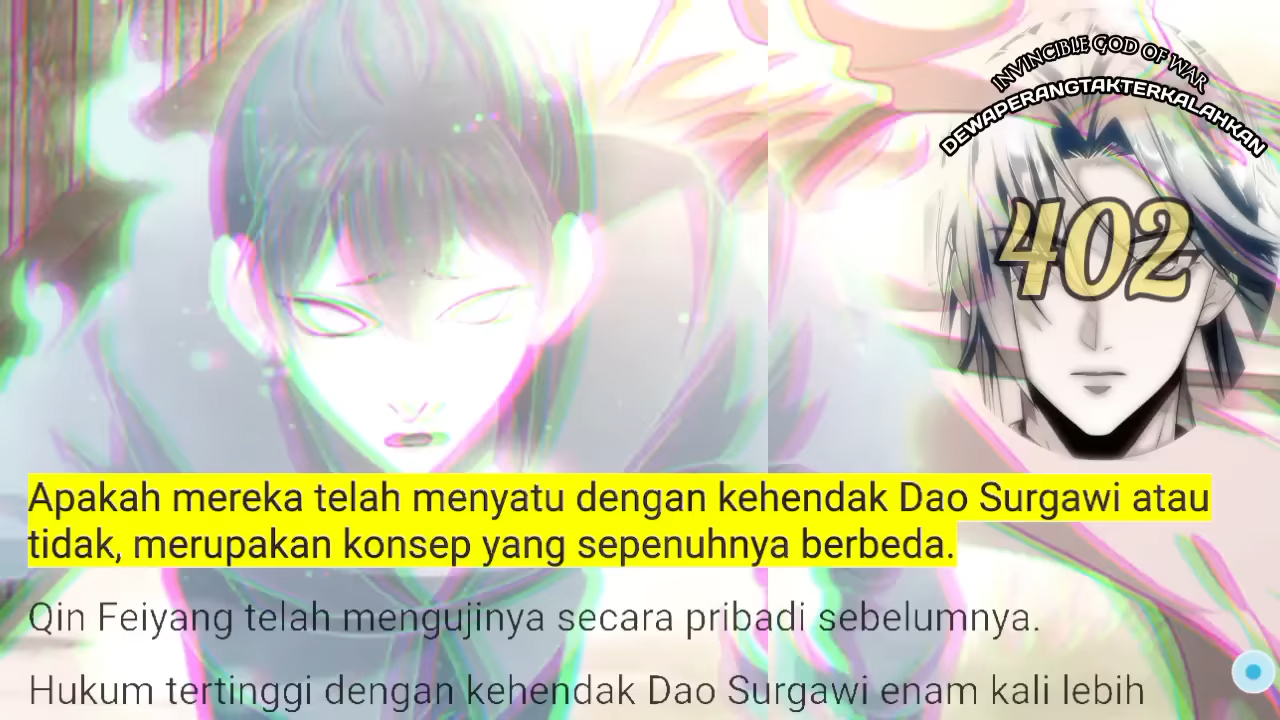 INVINCIBLE GOD OF WAR
DEWAPERANGTAKTERKALAHKAN
402
Apakah mereka telah menyatu dengan kehendak Dao Surgawi atau
tidak, merupakan konsep yang sepenuhnya berbeda.
Qin Feiyang telah mengujinya secara pribadi sebelumnya.
Hukum tertinggi dengan kehendak Dao Surgawi enam kali lebih